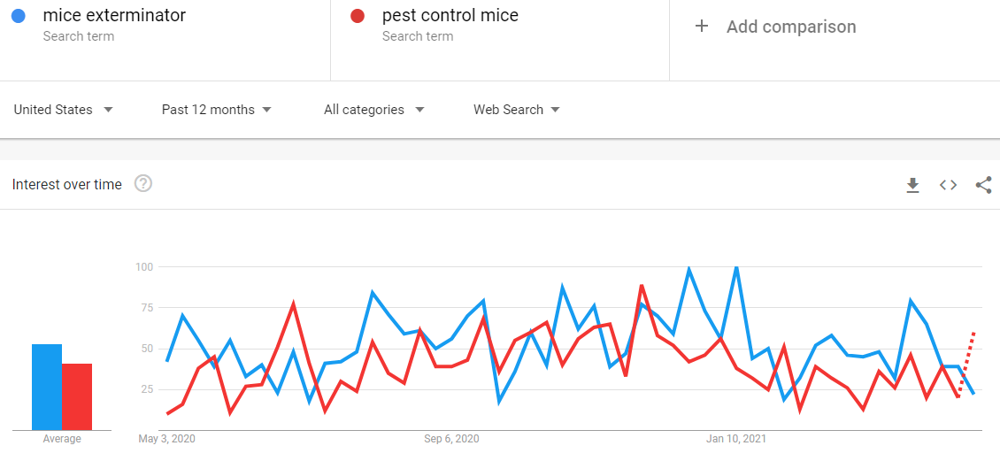 mice exterminator
Search term
pest control mice
Search term
+ Add comparison
United States
Past 12 months
All categories
Web Search
Interest over time
?
100
75
50
25
Average
May 3, 2020
Sep 6, 2020
Jan 10, 2021